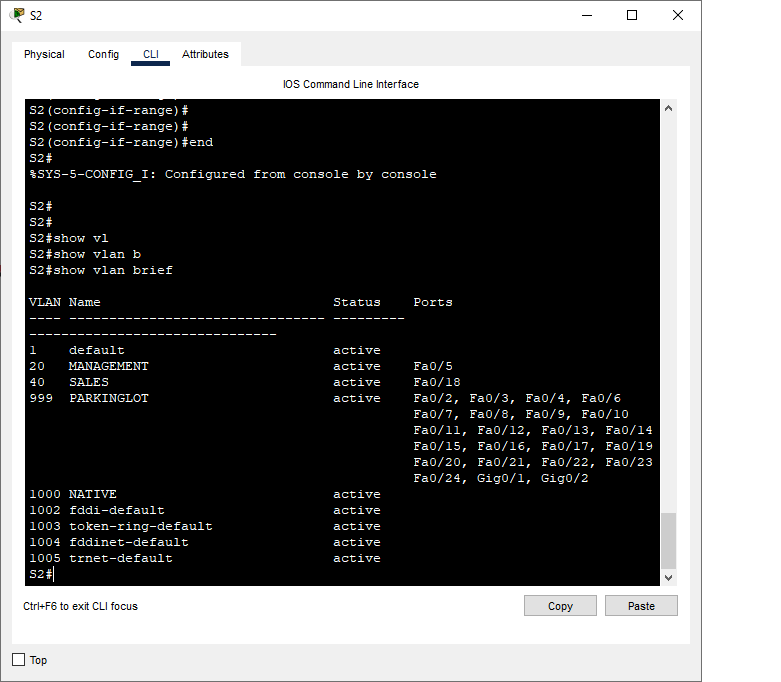 S2
Physical Config CLI Attributes
IOS Command Line Interface
S2(config-if-range)#
S2(config-if-range)#
S2(config-if-range)#end
S2#
%SYS-5-CONFIG_I: Configured from console by console
S2#
S2#
S2#show vl
S2#show vlan b
S2#show vlan brief
VLAN Name                             Status    Ports
---- -------------------------------- ---------
-------------------------------
1    default                          active
20   MANAGEMENT                       active    Fa0/5
40   SALES                            active    Fa0/18
999  PARKINGLOT                       active    Fa0/2, Fa0/3, Fa0/4, Fa0/6
                                                Fa0/7, Fa0/8, Fa0/9, Fa0/10
                                                Fa0/11, Fa0/12, Fa0/13, Fa0/14
                                                Fa0/15, Fa0/16, Fa0/17, Fa0/19
                                                Fa0/20, Fa0/21, Fa0/22, Fa0/23
                                                Fa0/24, Gig0/1, Gig0/2
1000 NATIVE                           active
1002 fddi-default                     active
1003 token-ring-default               active
1004 fddinet-default                  active
1005 trnet-default                    active
S2#
Ctrl+F6 to exit CLI focus
Copy Paste
Top